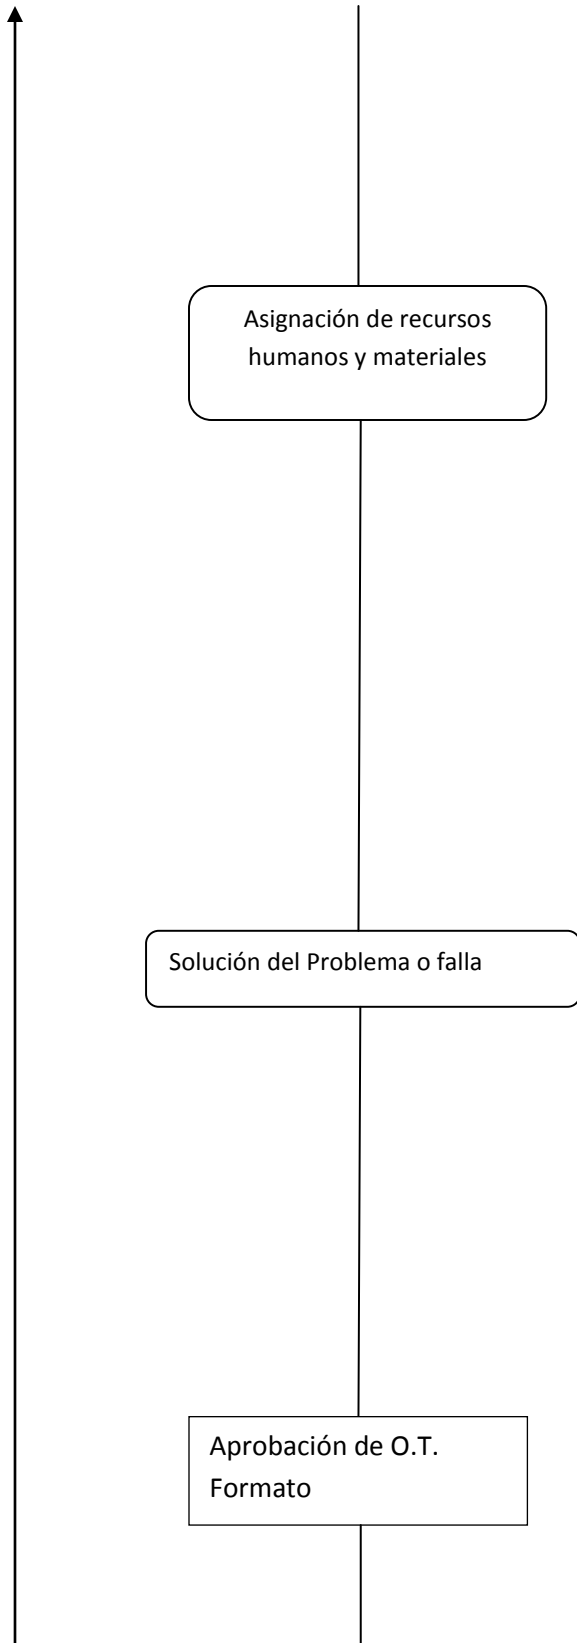 Asignación de recursos
humanos y materiales
Solución del Problema o falla
Aprobación de O.T.
Formato